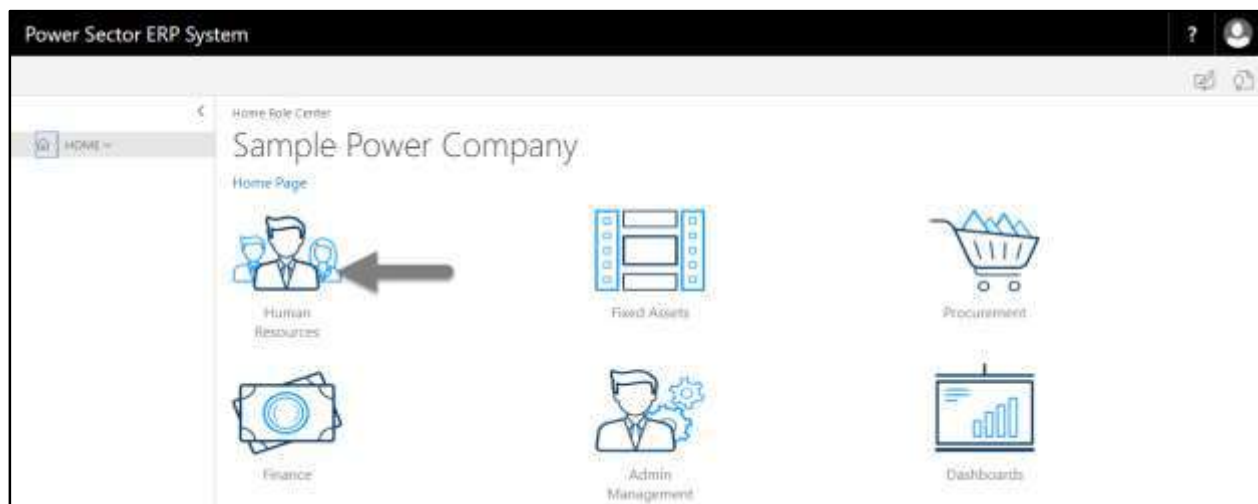 Power Sector ERP System
?
Home Role Center
HOME
Sample Power Company
Home Page
Human
Resources
Fixed Assets
Procurement
Finance
Admin
Management
Dashboards